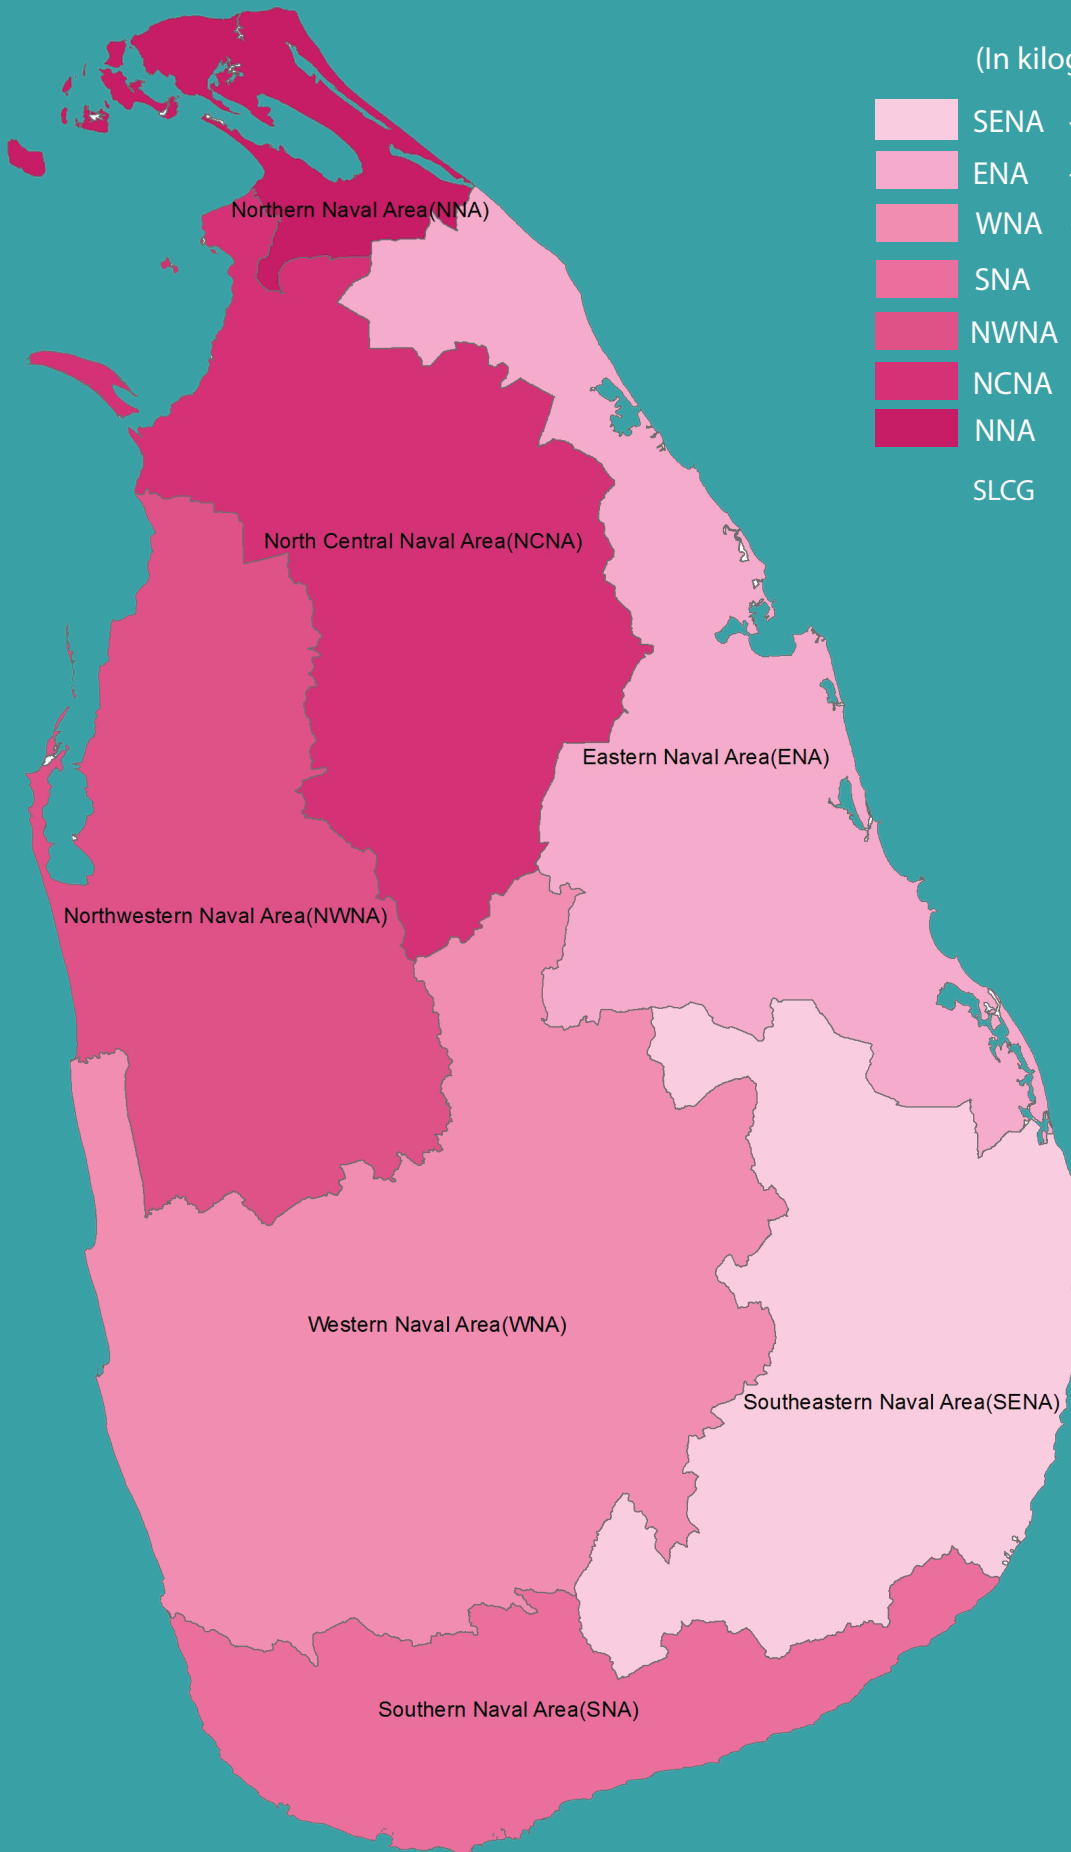 (In kilog
SENA -
ENA -
WNA
SNA
NWNA
NCNA
NNA
SLCG
Northern Naval Area(NNA)
North Central Naval Area(NCNA)
Eastern Naval Area(ENA)
Northwestern Naval Area(NWNA)
Western Naval Area(WNA)
Southeastern Naval Area(SENA)
Southern Naval Area(SNA)